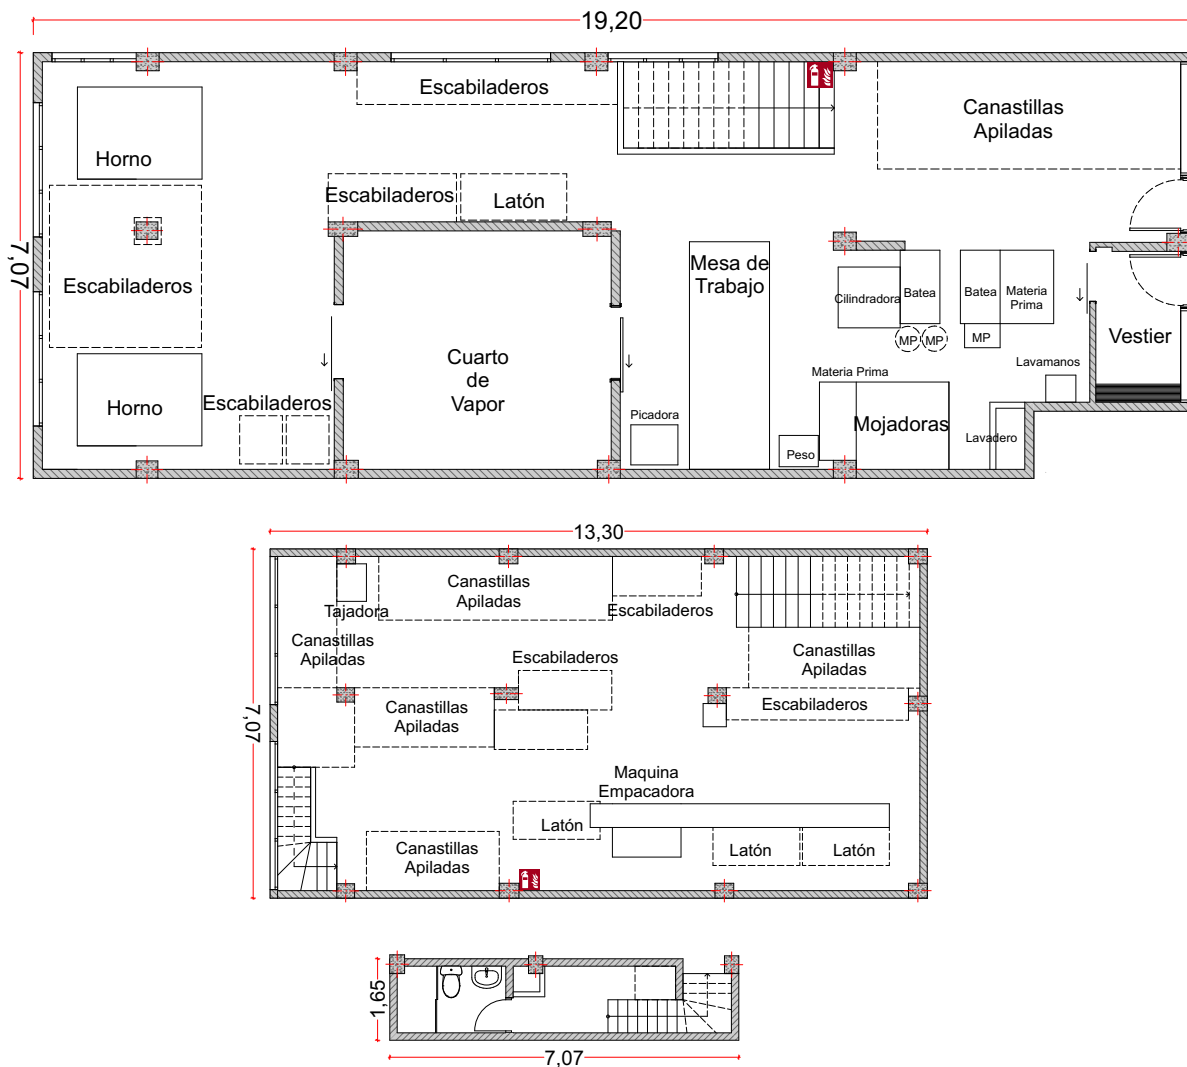 19,20
Escabiladeros
Canastillas
Apiladas
Horno
Escabiladeros
Latón
7,07
Escabiladeros
Mesa de
Trabajo
Cilindradora
Batea
Batea
Materia
Prima
MP
MP
MP
Vestier
Cuarto
de
Vapor
Lavamanos
Materia Prima
Horno
Escabiladeros
Picadora
Mojadoras
Peso
Lavadero
13,30
Canastillas
Apiladas
Tajadora
Escabiladeros
Canastillas
Apiladas
Canastillas
Apiladas
Escabiladeros
7,07
Canastillas
Apiladas
Escabiladeros
Maquina
Empacadora
Latón
Canastillas
Apiladas
Latón
Latón
1,65
7,07